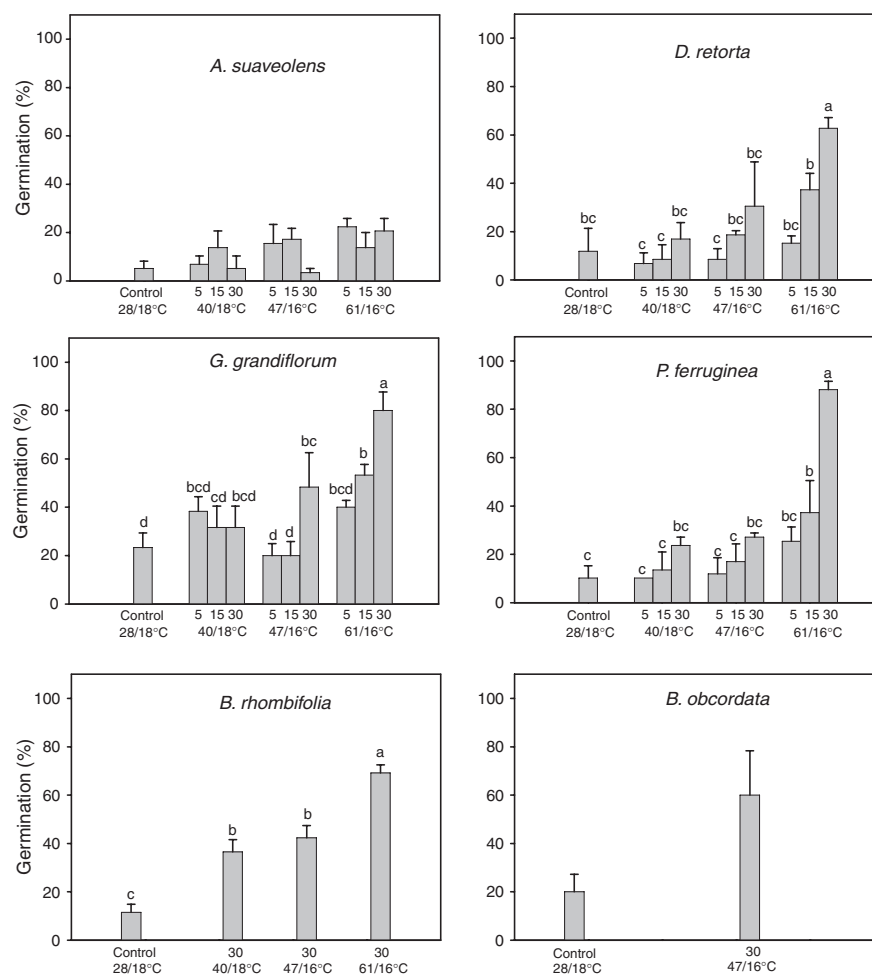 A. suaveolens
Germination (%)
100
80
60
40
20
0
Control 5 15 30 5 15 30 5 15 30
28/18°C 40/18°C 47/16°C 61/16°C
D. retorta
100
80
60
40
20
0
bc c c bc c bc bc bc b a
Control 5 15 30 5 15 30 5 15 30
28/18°C 40/18°C 47/16°C 61/16°C
G. grandiflorum
Germination (%)
100
80
60
40
20
0
d bcd cd bcd d d bc bcd b a
Control 5 15 30 5 15 30 5 15 30
28/18°C 40/18°C 47/16°C 61/16°C
P. ferruginea
100
80
60
40
20
0
c c c bc c c bc bc b a
Control 5 15 30 5 15 30 5 15 30
28/18°C 40/18°C 47/16°C 61/16°C
B. rhombifolia
Germination (%)
100
80
60
40
20
0
c b b a
Control 30 30 30
28/18°C 40/18°C 47/16°C 61/16°C
B. obcordata
100
80
60
40
20
0
Control 30
28/18°C 47/16°C